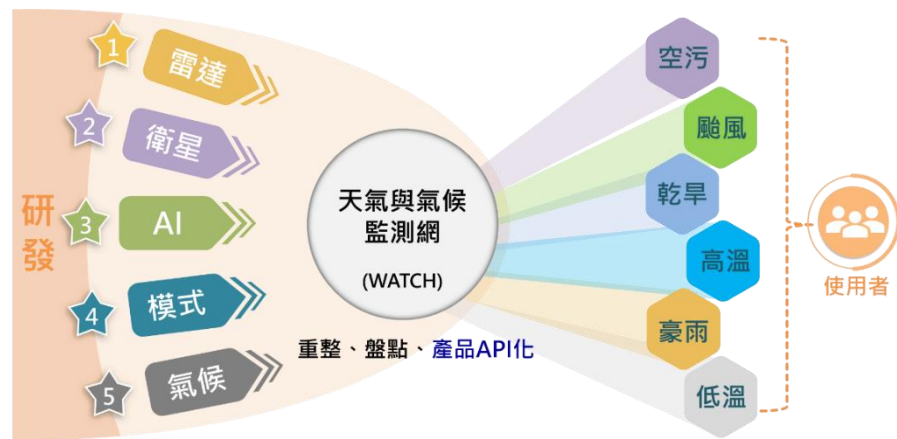 研發
1
雷達
2
衛星
3
AI
4
模式
5
氣候
天氣與氣候
監測網
(WATCH)
重整、盤點、產品API化
空污
颱風
乾旱
高溫
豪雨
低溫
使用者